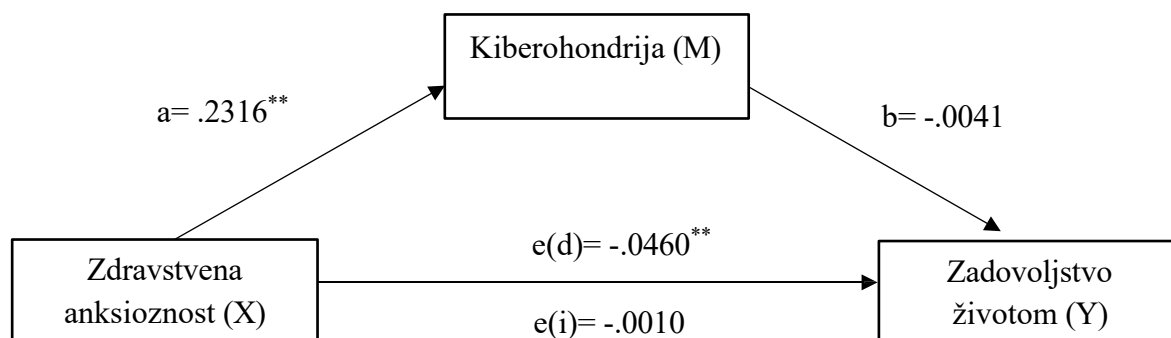 Kiberohondrija (M)
a= .2316**
b= -.0041
Zdravstvena
anksioznost (X)
e(d)= -.0460**
e(i)= -.0010
Zadovoljstvo
životom (Y)